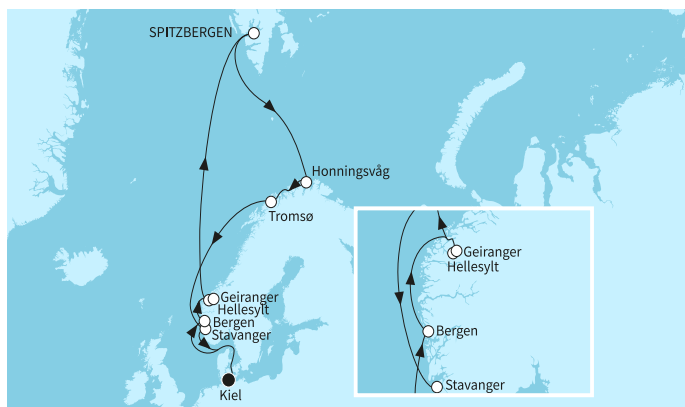 SPITZBERGEN
Honningsvåg
Tromsø
Geiranger
Hellesylt
Bergen
Stavanger
Kiel
Geiranger
Hellesylt
Bergen
Stavanger